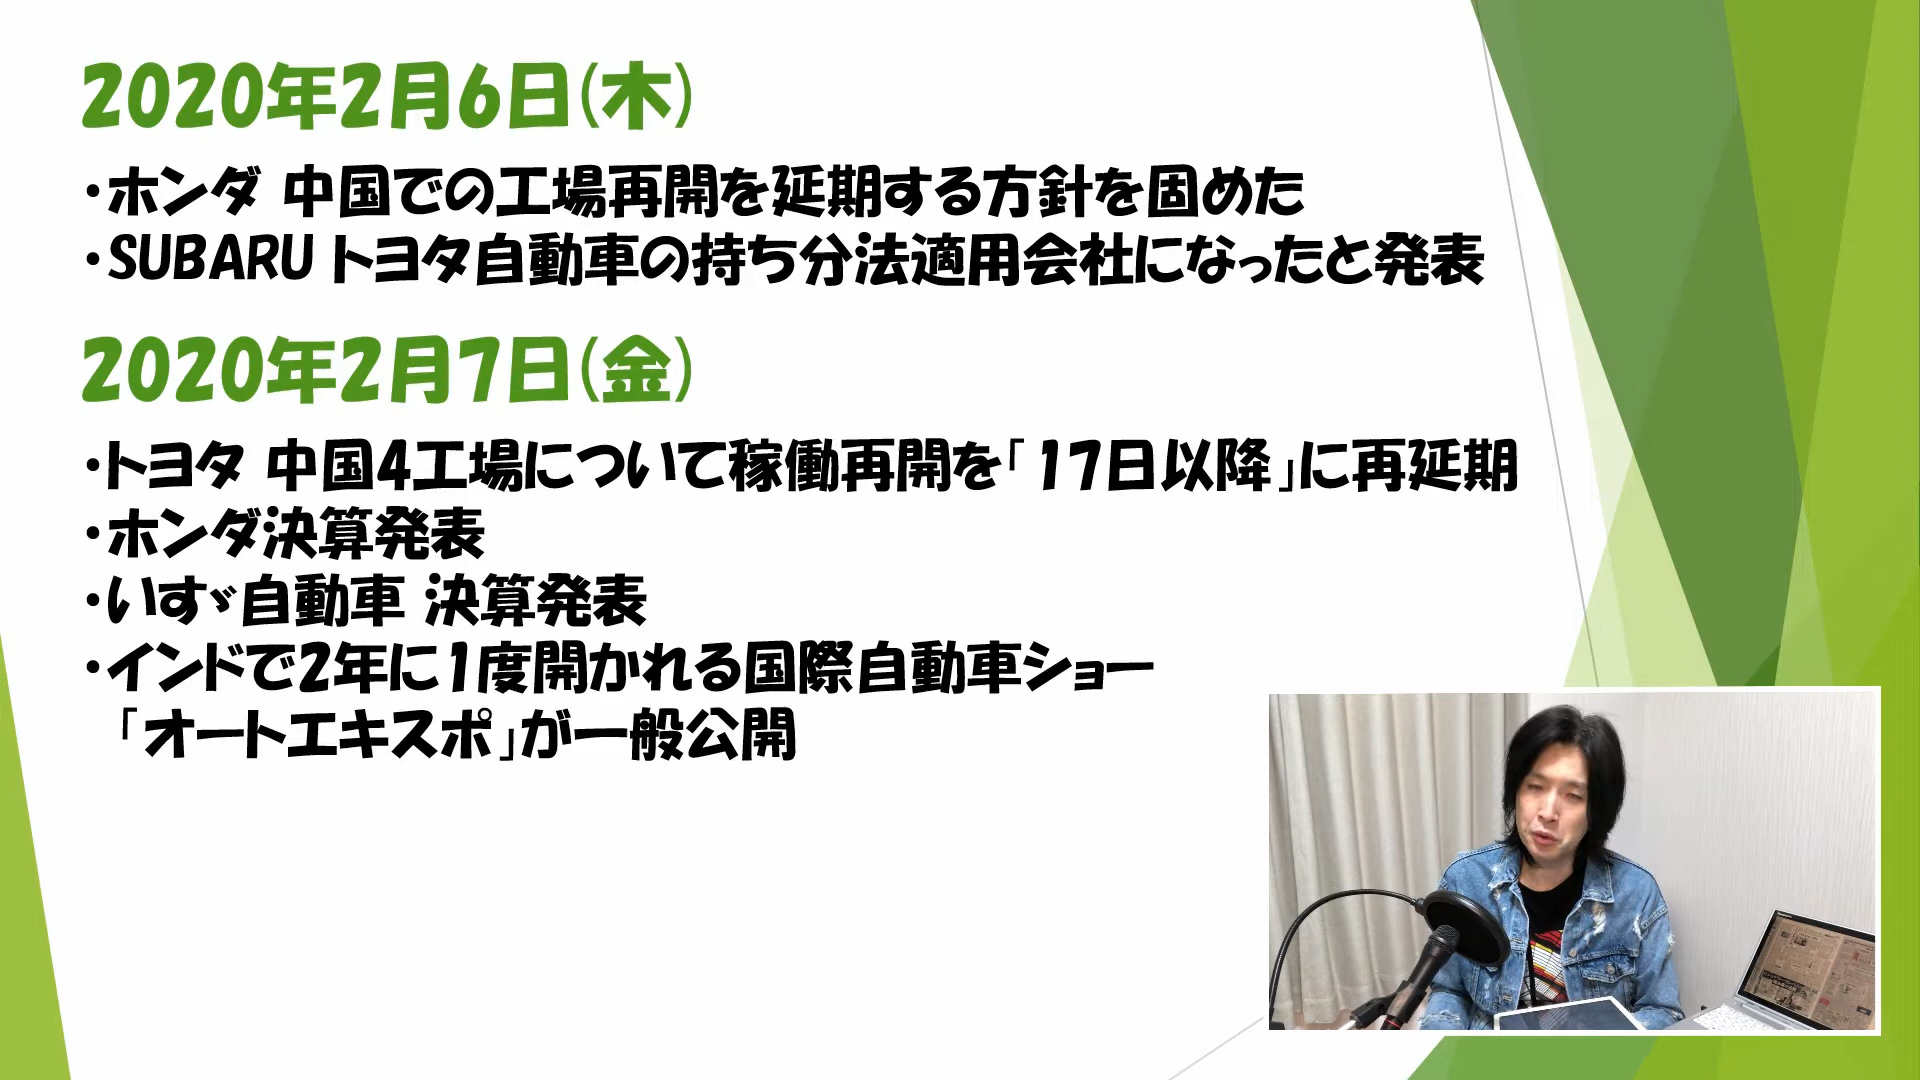 2020年2月6日(木)
・ホンダ 中国での工場再開を延期する方針を固めた
・SUBARU トヨタ自動車の持ち分法適用会社になったと発表
2020年2月7日(金)
・トヨタ 中国4工場について稼働再開を「17日以降」に再延期
・ホンダ決算発表
・いすゞ自動車 決算発表
・インドで2年に1度開かれる国際自動車ショー
「オートエキスポ」が一般公開